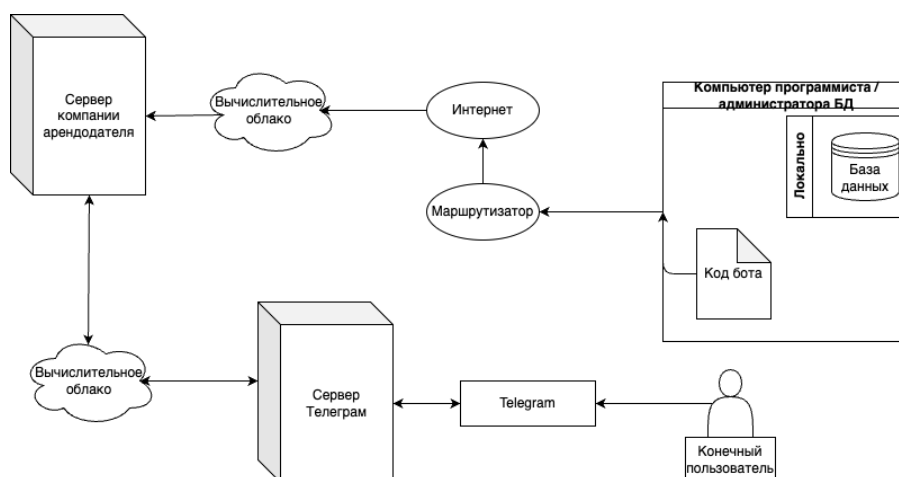 Сервер
компании
арендодателя
Вычислительное
облако
Интернет
Маршрутизатор
Компьютер программиста /
администратора БД
Локально
База
данных
Код бота
Вычислительное
облако
Сервер
Телеграм
Telegram
Конечный
пользователь